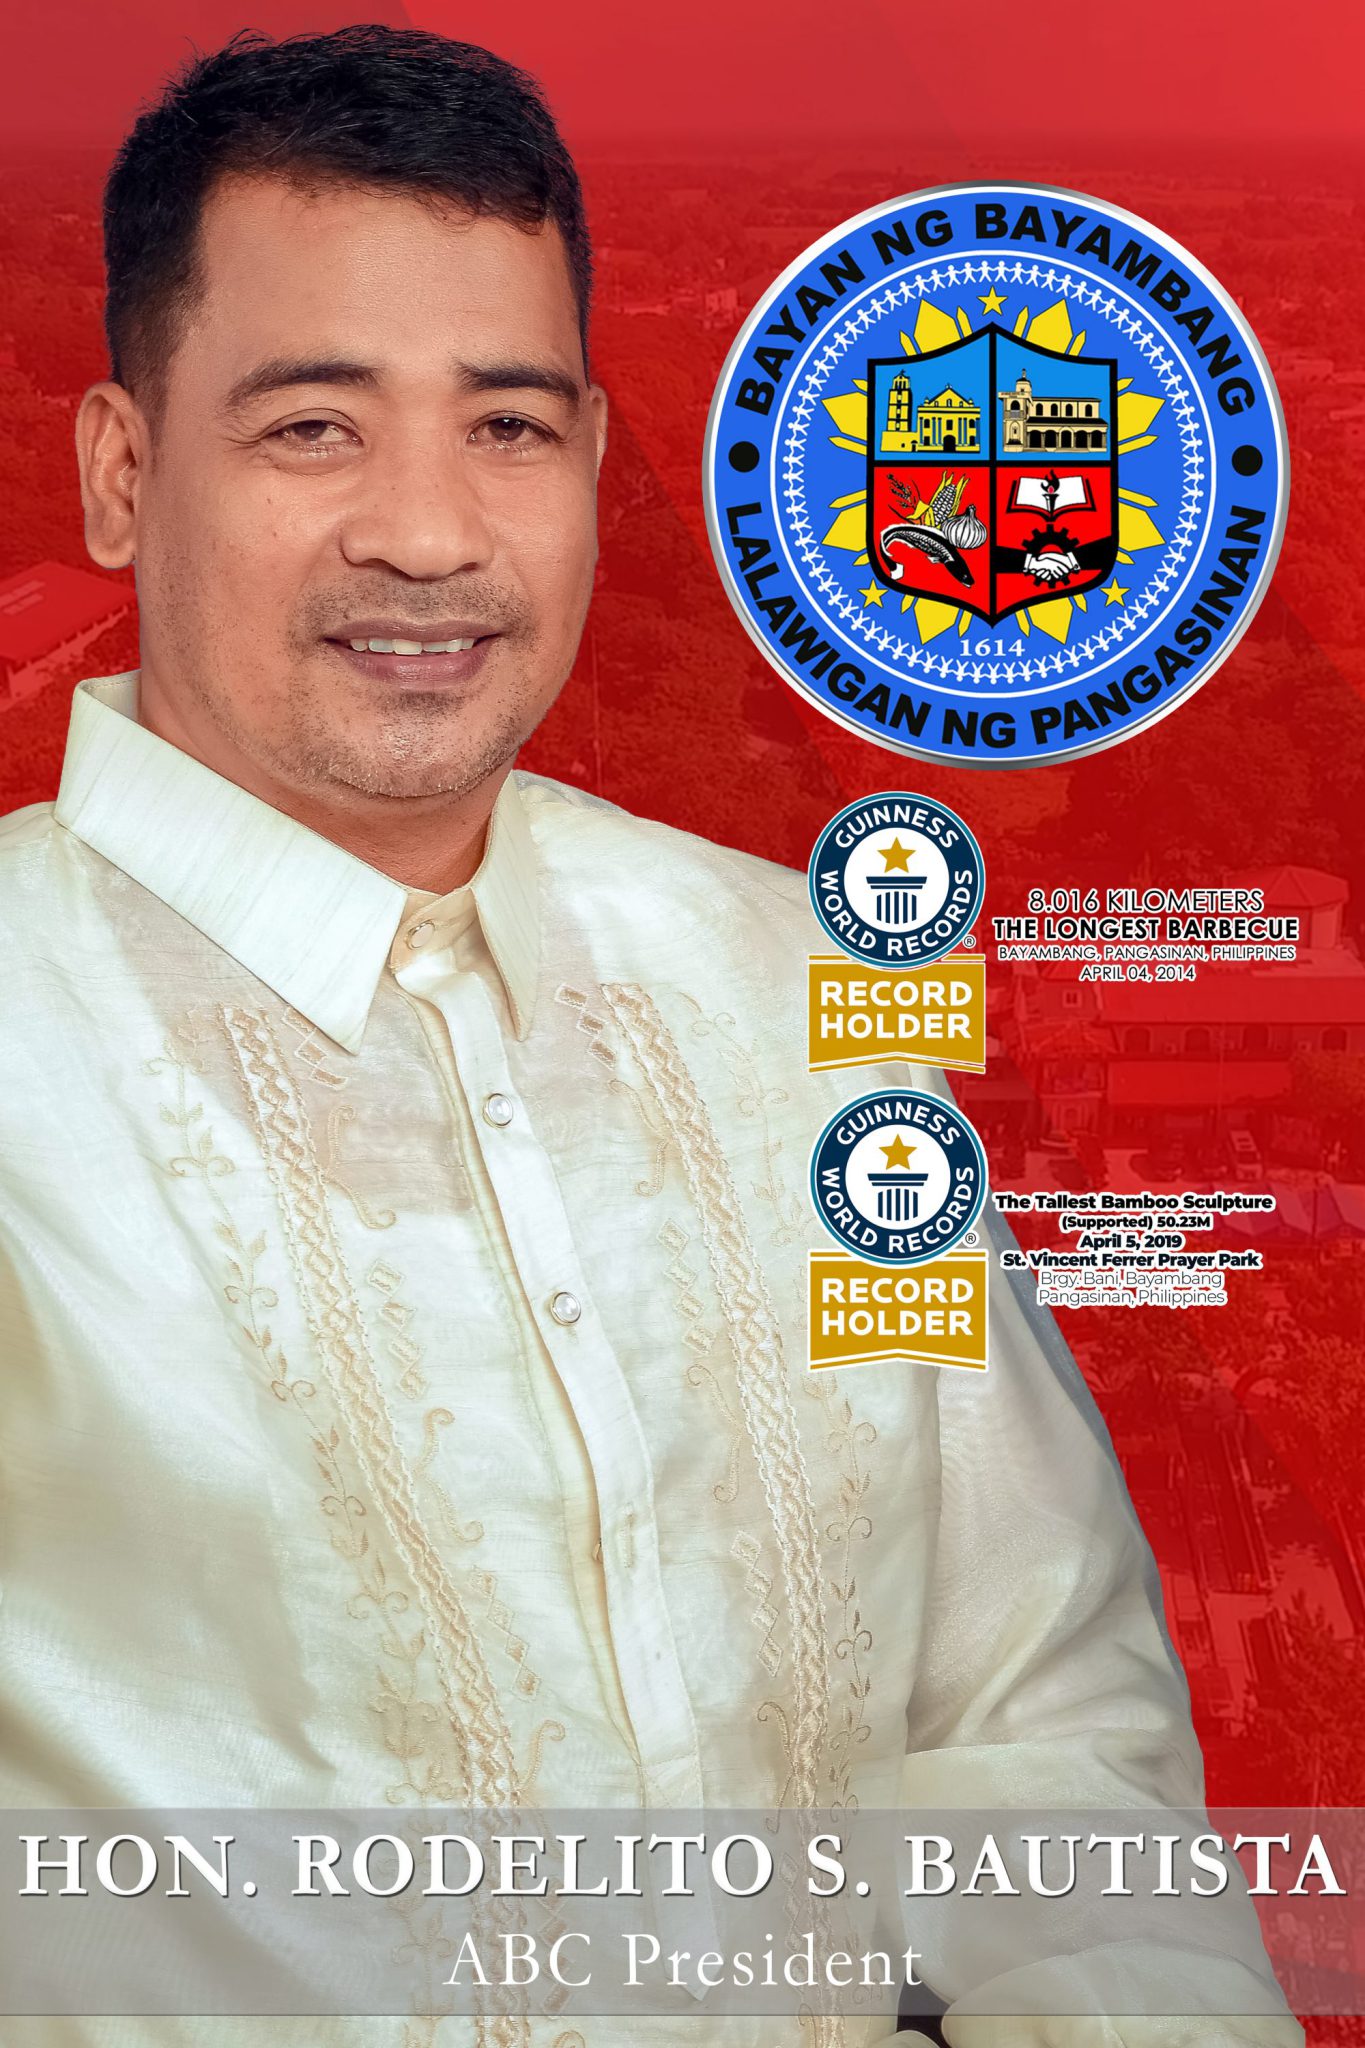 BAYAN NG BAYAMBANG
LALAWIGAN NG PANGASINAN
1614
GUINNESS
WORLD RECORDS
®
RECORD
HOLDER
8.016 KILOMETERS
THE LONGEST BARBECUE
BAYAMBANG, PANGASINAN, PHILIPPINES
APRIL 04, 2014
GUINNESS
WORLD RECORDS
®
RECORD
HOLDER
The Tallest Bamboo Sculpture
(Supported) 50.23M
April 5, 2019
St. Vincent Ferrer Prayer Park
Brgy. Bani, Bayambang
Pangasinan, Philippines
HON. RODELITO S. BAUTISTA
ABC President